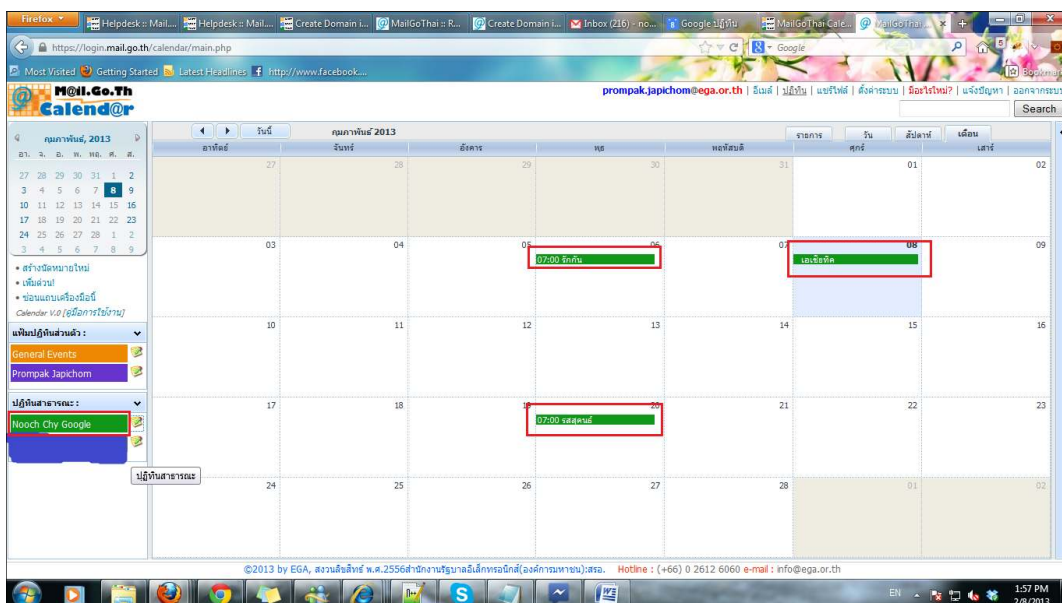 Firefox
Helpdesk :: Mail.... Helpdesk :: Mail.... Create Domain i... MailGoThai :: R... Create Domain i... Inbox (216) - no... Google ปฏิทิน MailGoThai Cale... MailGoThai
https://login.mail.go.th/calendar/main.php
Google
5
Most Visited Getting Started Latest Headlines http://www.facebook....
Bookmar
M@il.Go.Th
Calend@r
prompak.japichom@ega.or.th | อีเมล์ | ปฏิทิน | แชร์ไฟล์ | ตั้งค่าระบบ | มีอะไรใหม่? | แจ้งปัญหา | ออกจากระบบ
Search
กุมภาพันธ์, 2013
อา. จ. อ. พ. พฤ. ศ. ส.
27 28 29 30 31 1 2
3 4 5 6 7 8 9
10 11 12 13 14 15 16
17 18 19 20 21 22 23
24 25 26 27 28 1 2
3 4 5 6 7 8 9
สร้างนัดหมายใหม่
เพิ่มด่วน!
ซ่อนแถบเครื่องมือนี้
Calendar V.0 [คู่มือการใช้งาน]
แฟ้มปฏิทินส่วนตัว :
General Events
Prompak Japichom
ปฏิทินสาธารณะ :
Nooch Chy Google
ปฏิทินสาธารณะ
วันนี้ กุมภาพันธ์ 2013 รายการ วัน สัปดาห์ เดือน
อาทิตย์ จันทร์ อังคาร พุธ พฤหัสบดี ศุกร์ เสาร์
27 28 29 30 31 01 02
03 04 05 06 07 08 09
07:00 รักกัน เอเชียทีค
10 11 12 13 14 15 16
17 18 19 20 21 22 23
07:00 รสสุคนธ์
24 25 26 27 28 01 02
©2013 by EGA, สงวนลิขสิทธ์ พ.ศ.2556สำนักงานรัฐบาลอิเล็กทรอนิกส์(องค์การมหาชน):สรอ. Hotline : (+66) 0 2612 6060 e-mail : info@ega.or.th
EN
1:57 PM
2/8/2013